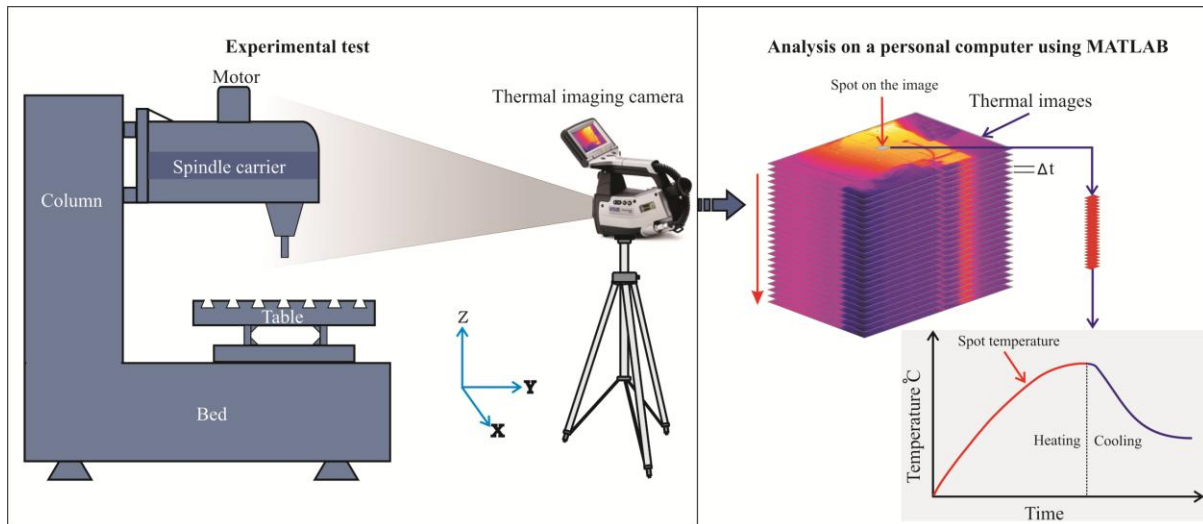 Experimental test
Motor
Thermal imaging camera
Spindle carrier
Column
Table
Bed
Z
Y
X
Analysis on a personal computer using MATLAB
Spot on the image
Thermal images
Δt
Spot temperature
Temperature °C
Heating
Cooling
Time